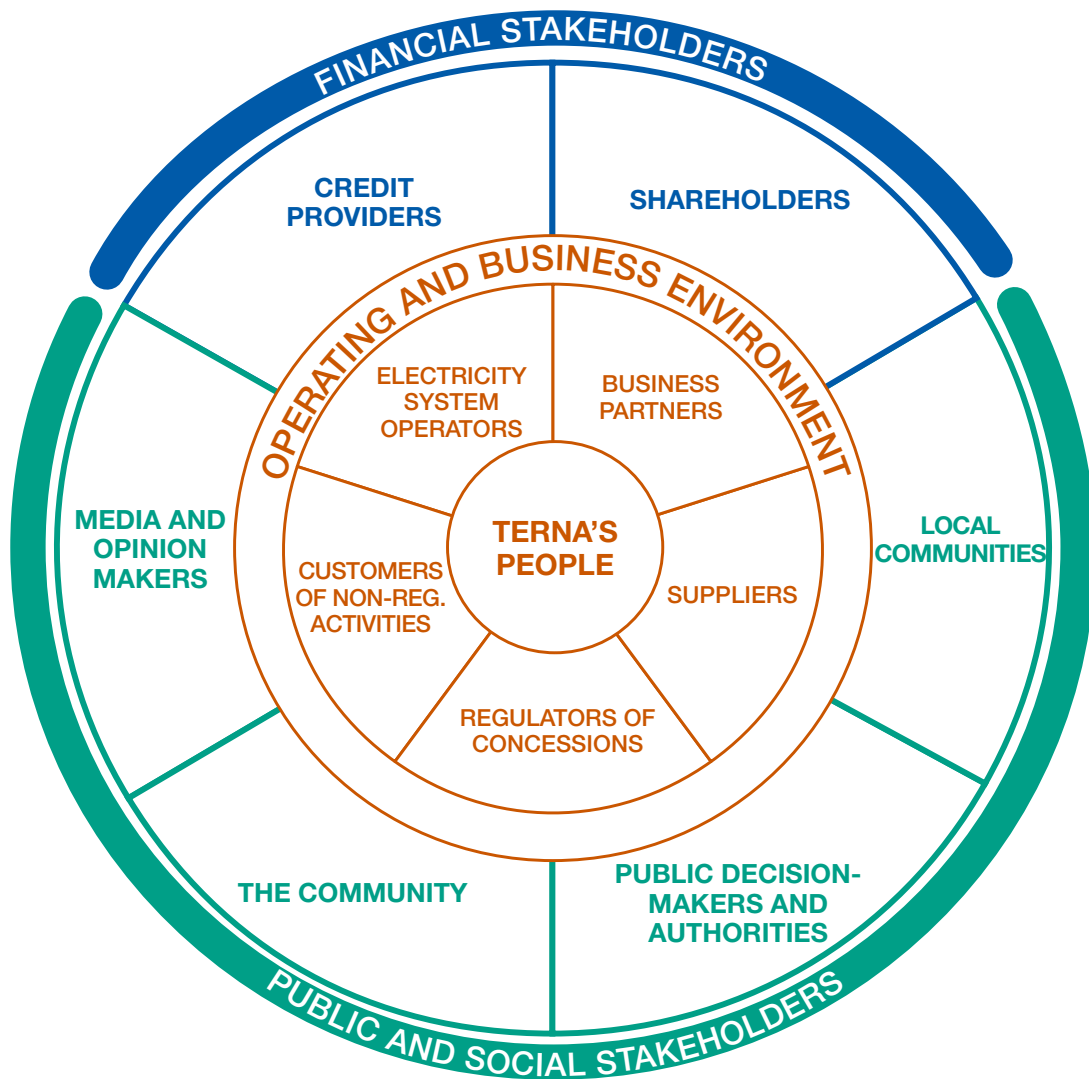 FINANCIAL STAKEHOLDERS
CREDIT
PROVIDERS
SHAREHOLDERS
OPERATING AND BUSINESS ENVIRONMENT
ELECTRICITY
SYSTEM
OPERATORS
BUSINESS
PARTNERS
MEDIA AND
OPINION
MAKERS
TERNA'S
PEOPLE
LOCAL
COMMUNITIES
CUSTOMERS
OF NON-REG.
ACTIVITIES
SUPPLIERS
REGULATORS OF
CONCESSIONS
THE COMMUNITY
PUBLIC DECISION-
MAKERS AND
AUTHORITIES
PUBLIC AND SOCIAL STAKEHOLDERS